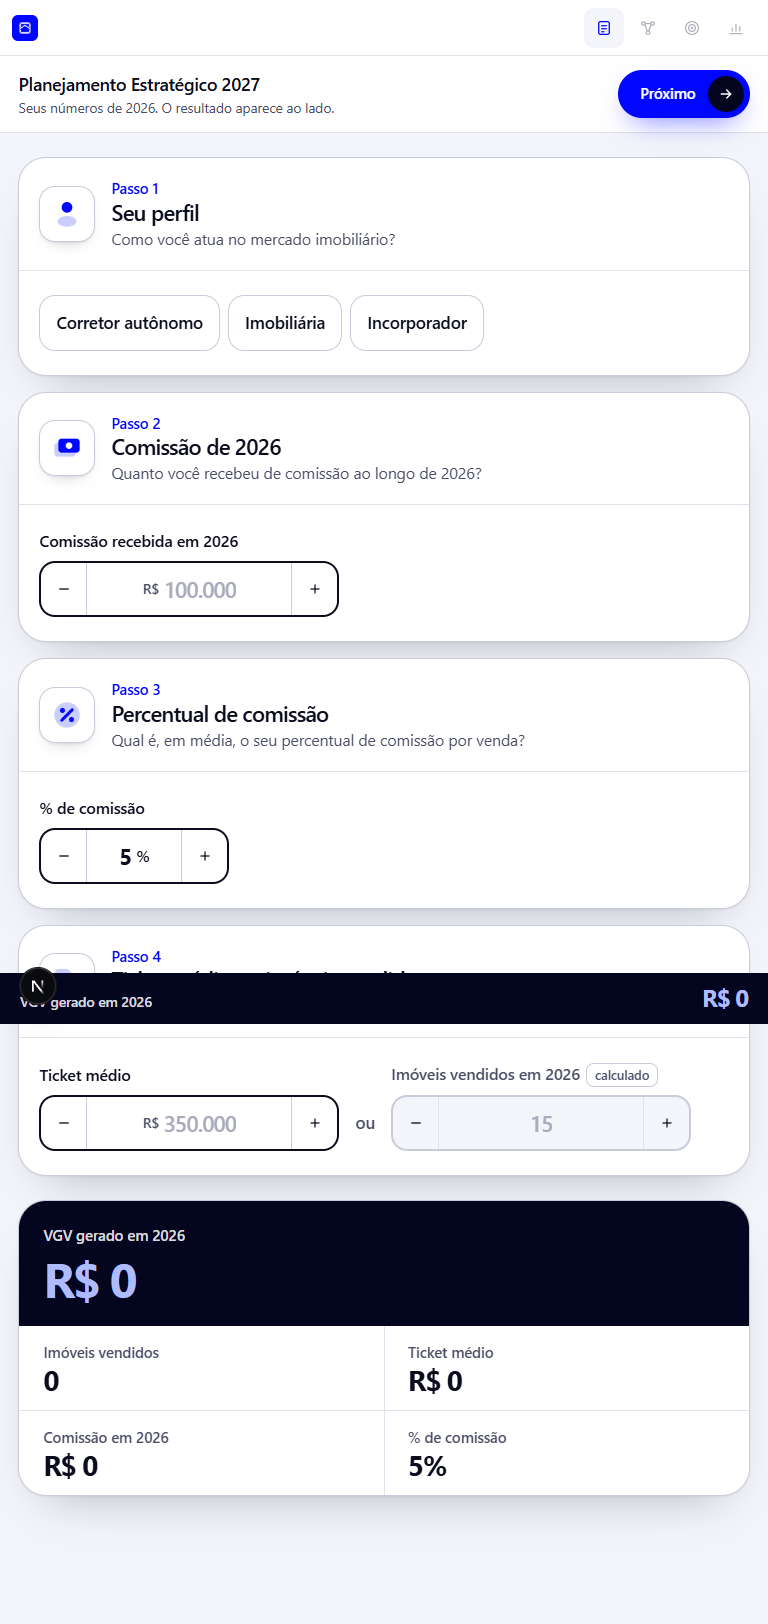 Planejamento Estratégico 2027
Seus números de 2026. O resultado aparece ao lado.
Próximo
Passo 1
Seu perfil
Como você atua no mercado imobiliário?
Corretor autônomo
Imobiliária
Incorporador
Passo 2
Comissão de 2026
Quanto você recebeu de comissão ao longo de 2026?
Comissão recebida em 2026
− R$ 100.000 +
Passo 3
Percentual de comissão
Qual é, em média, o seu percentual de comissão por venda?
% de comissão
− 5 % +
Passo 4
N
VGV gerado em 2026
R$ 0
Ticket médio
− R$ 350.000 +
ou
Imóveis vendidos em 2026 calculado
− 15 +
VGV gerado em 2026
R$ 0
Imóveis vendidos
0
Ticket médio
R$ 0
Comissão em 2026
R$ 0
% de comissão
5%